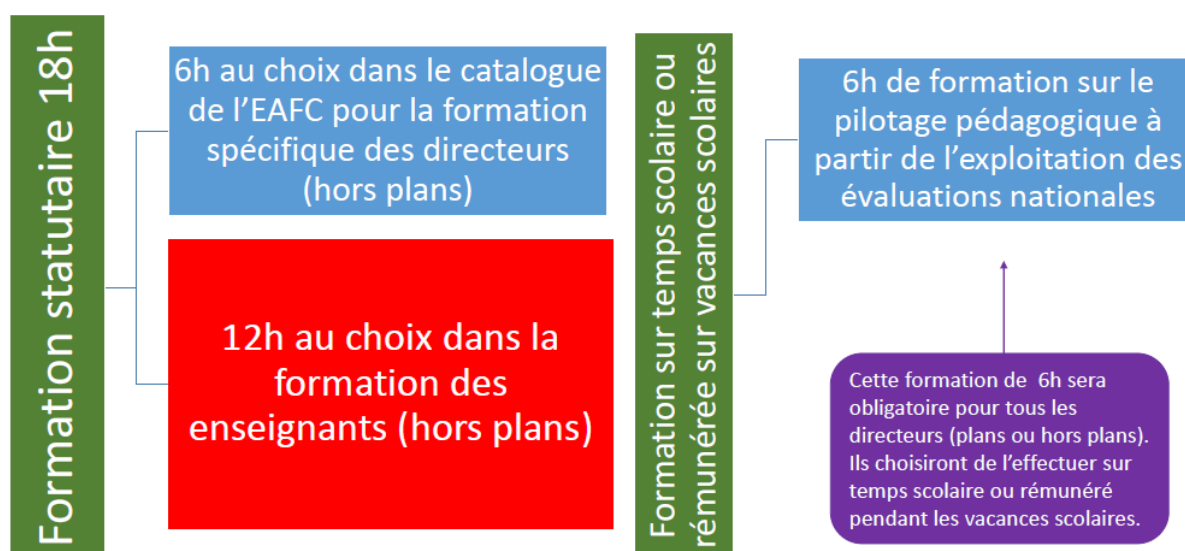 Formation statutaire 18h
6h au choix dans le catalogue
de l’EAFC pour la formation
spécifique des directeurs
(hors plans)
12h au choix dans la
formation des
enseignants (hors plans)
Formation sur temps scolaire ou
rémunérée sur vacances scolaires
6h de formation sur le
pilotage pédagogique à
partir de l’exploitation des
évaluations nationales
Cette formation de 6h sera
obligatoire pour tous les
directeurs (plans ou hors plans).
Ils choisiront de l’effectuer sur
temps scolaire ou rémunéré
pendant les vacances scolaires.